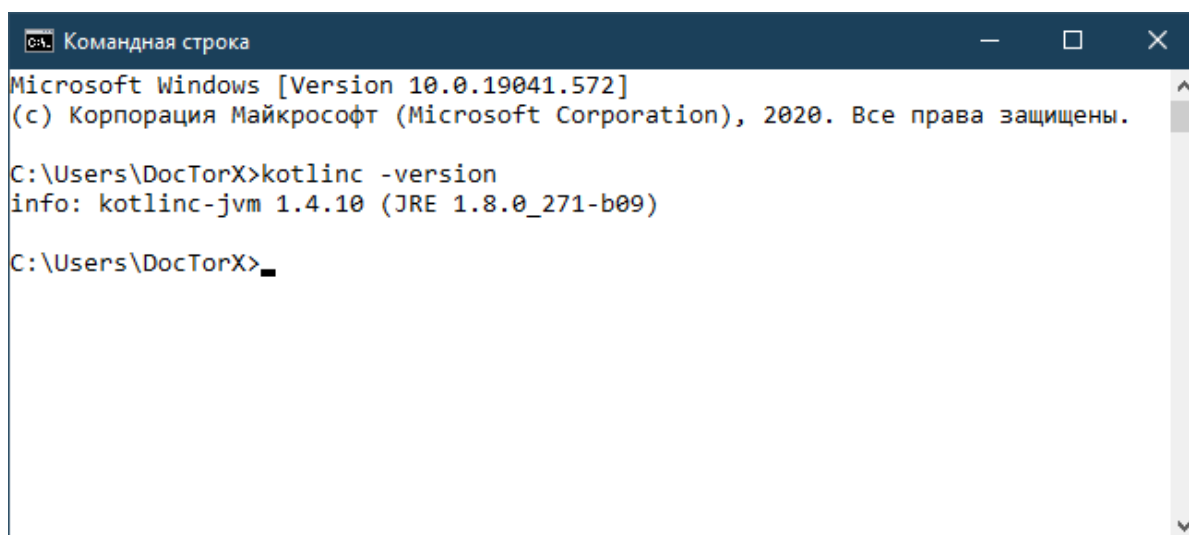 Командная строка
Microsoft Windows [Version 10.0.19041.572]
(c) Корпорация Майкрософт (Microsoft Corporation), 2020. Все права защищены.
C:\Users\DocTorX>kotlinc -version
info: kotlinc-jvm 1.4.10 (JRE 1.8.0_271-b09)
C:\Users\DocTorX>